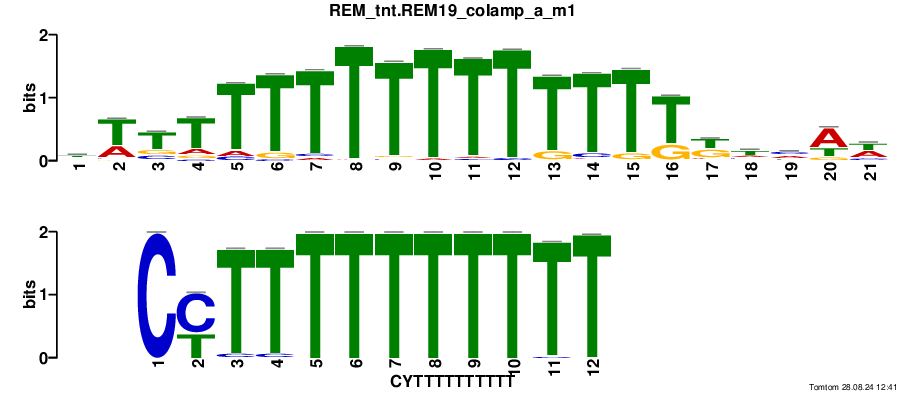 REM_tnt.REM19_colamp_a_m1
2
1
0
bits
T T T T T T T T T T T T T T T T T A T
A G A A G G G G G T A
1 2 3 4 5 6 7 8 9 10 11 12 13 14 15 16 17 18 19 20 21
2
1
0
bits
C C T T T T T T T T T T
T
1 2 3 4 5 6 7 8 9 10 11 12
CYTTTTTTTTTT
Tomtom 28.08.24 12:41